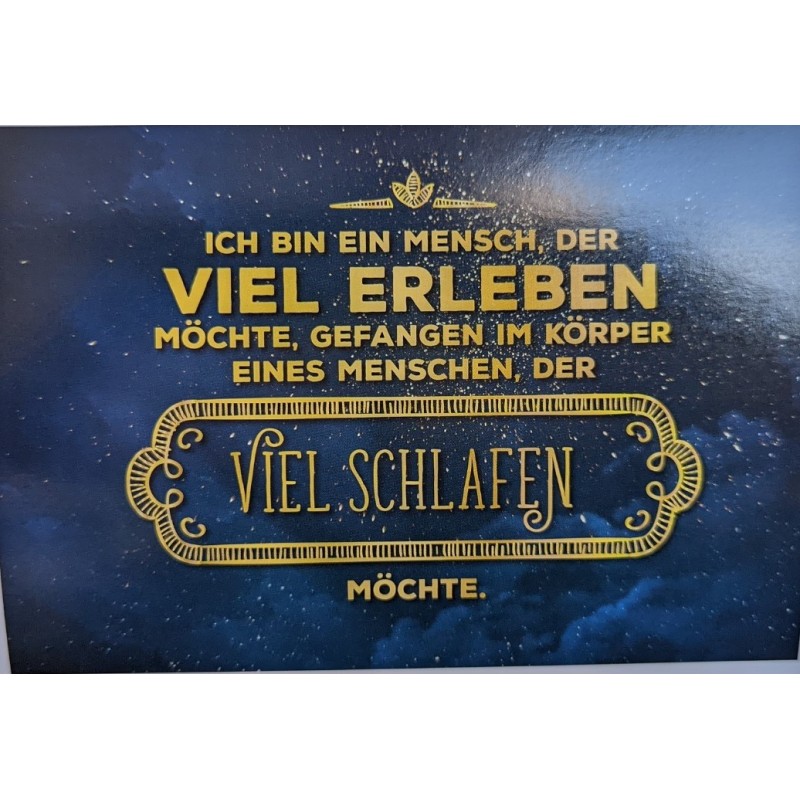 ICH BIN EIN MENSCH, DER
VIEL ERLEBEN
MÖCHTE, GEFANGEN IM KÖRPER
EINES MENSCHEN, DER
VIEL SCHLAFEN
MÖCHTE.